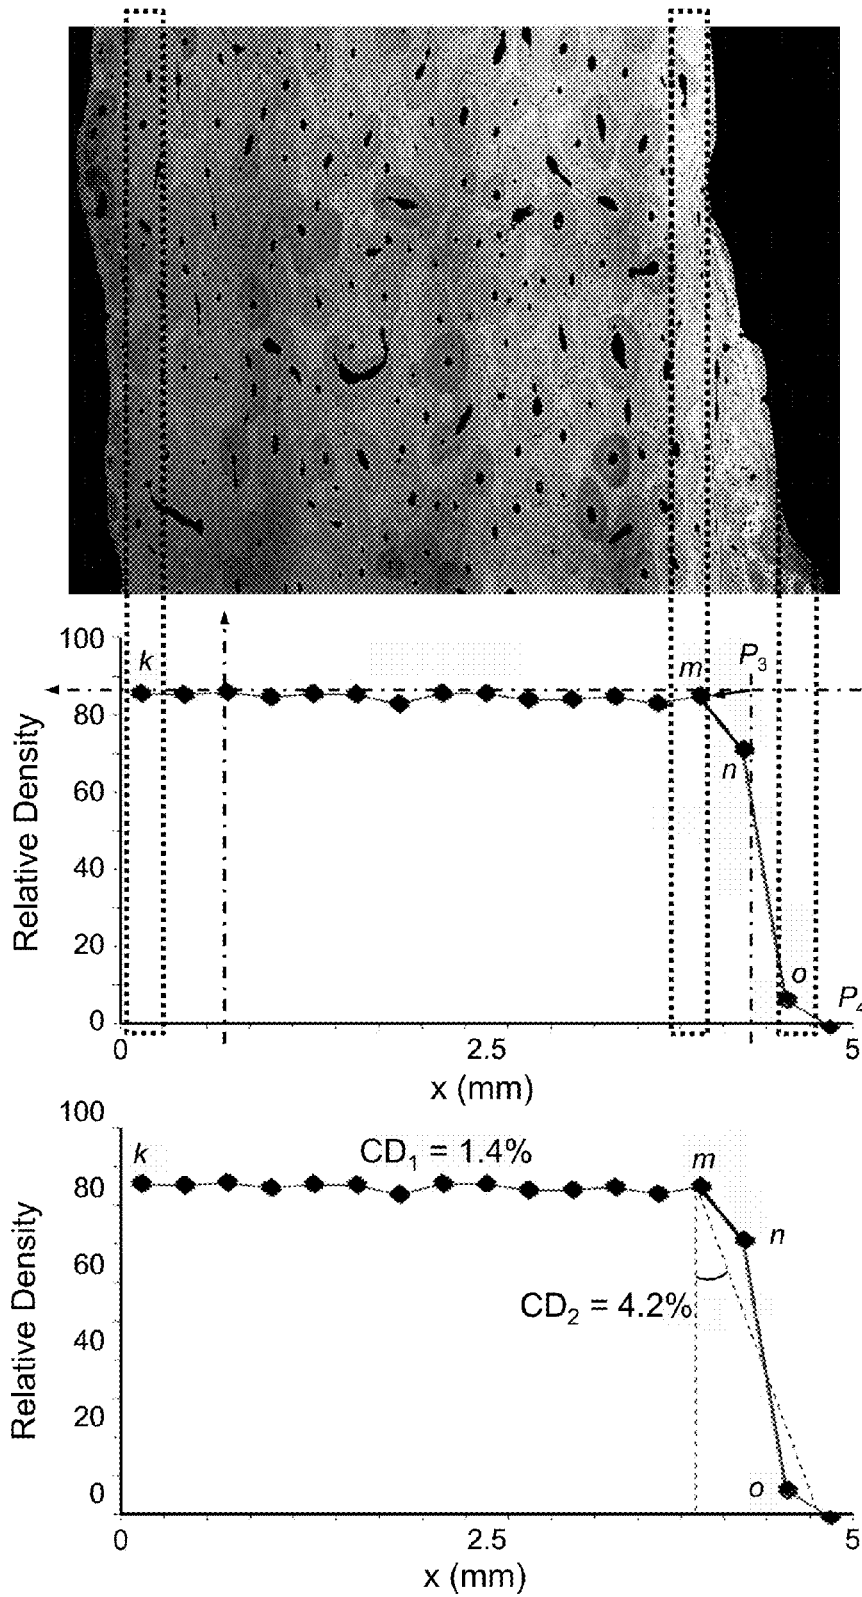 100
k
m
P3
80
n
60
Relative Density
40
20
o
P4
0
0
2.5
5
x (mm)
100
k
CD1 = 1.4%
m
80
n
60
Relative Density
CD2 = 4.2%
40
20
o
0
0
2.5
5
x (mm)